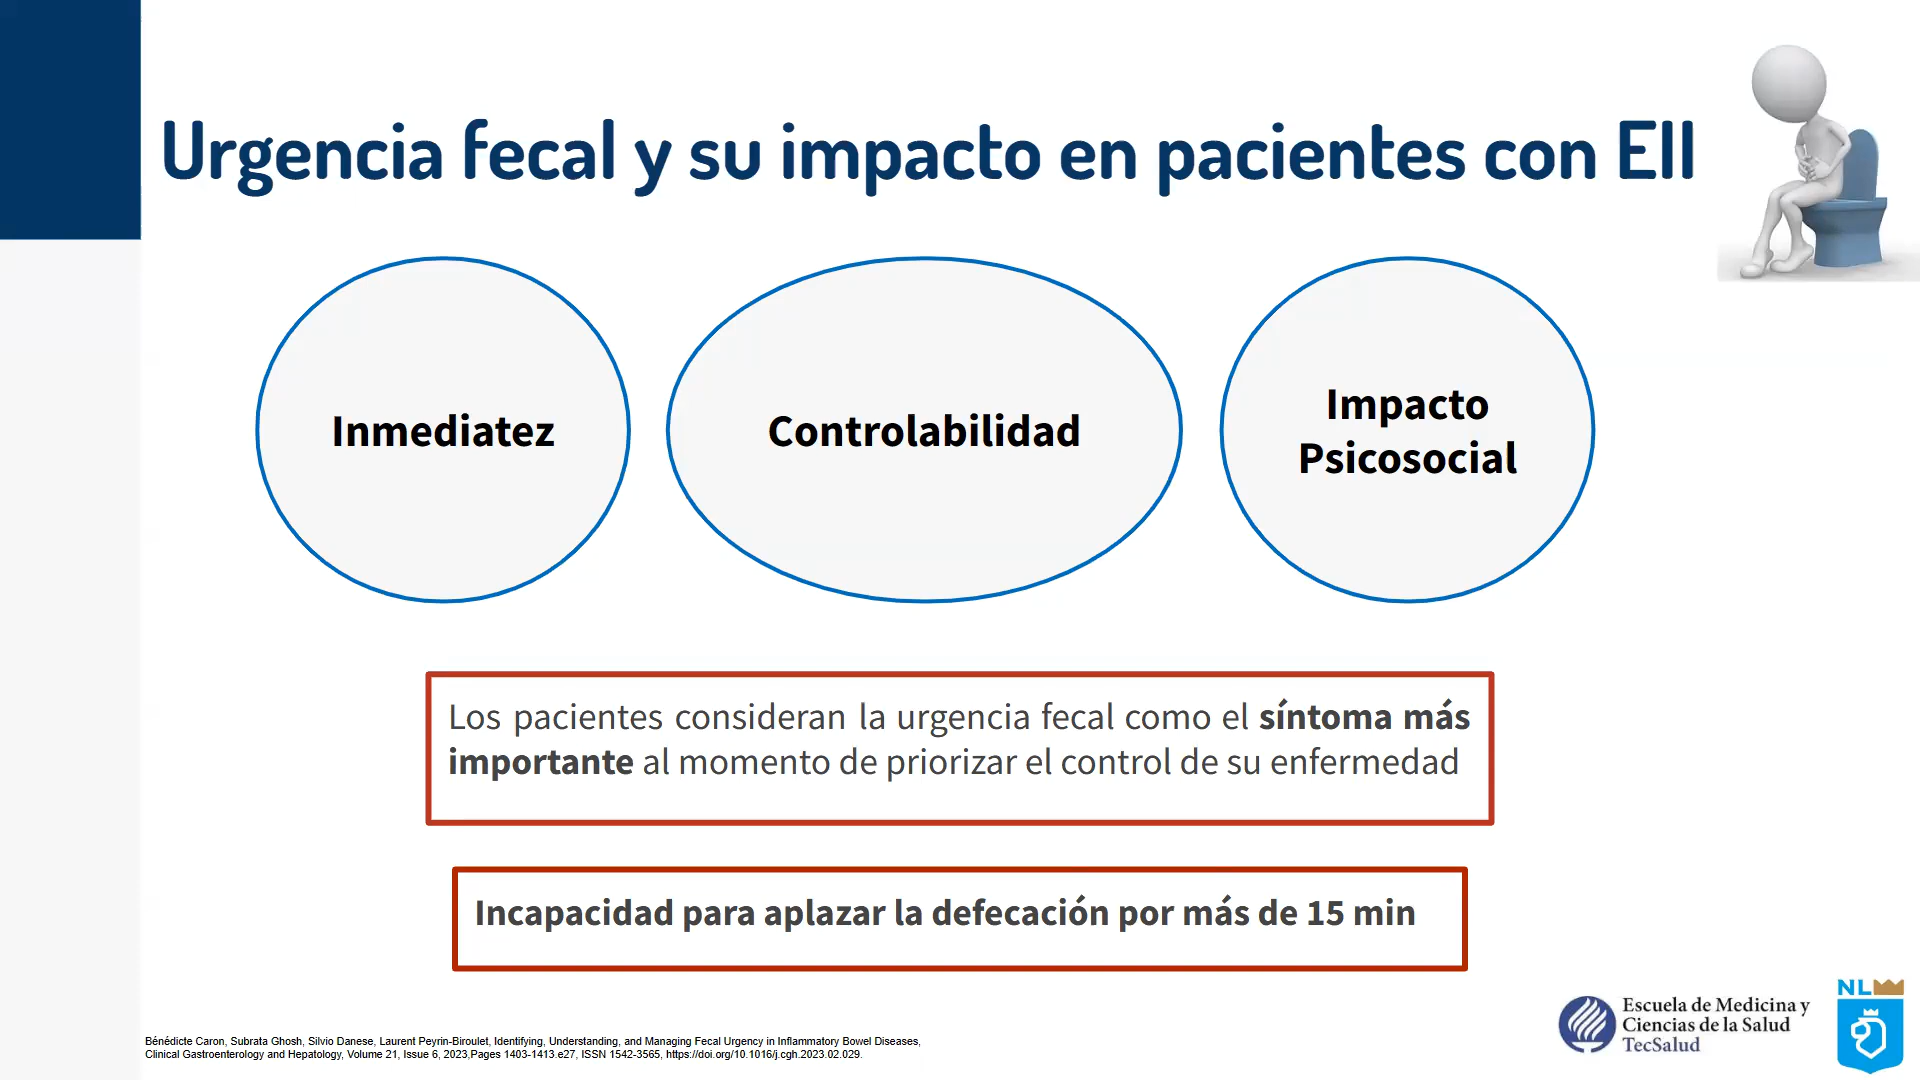 Urgencia fecal y su impacto en pacientes con EII
Inmediatez
Controlabilidad
Impacto
Psicosocial
Los pacientes consideran la urgencia fecal como el síntoma más
importante al momento de priorizar el control de su enfermedad
Incapacidad para aplazar la defecación por más de 15 min
Bénédicte Caron, Subrata Ghosh, Silvio Danese, Laurent Peyrin-Biroulet, Identifying, Understanding, and Managing Fecal Urgency in Inflammatory Bowel Diseases,
Clinical Gastroenterology and Hepatology, Volume 21, Issue 6, 2023,Pages 1403-1413.e27, ISSN 1542-3565, https://doi.org/10.1016/j.cgh.2023.02.029.
Escuela de Medicina y
Ciencias de la Salud
TecSalud
NL